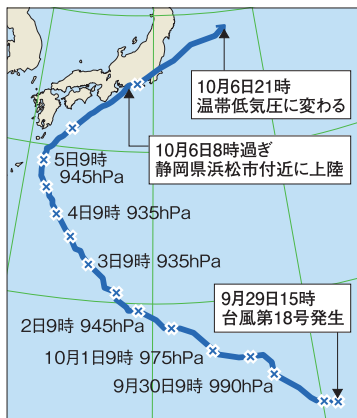 10月6日21時
温帯低気圧に変わる
10月6日8時過ぎ
静岡県浜松市付近に上陸
5日9時
945hPa
4日9時 935hPa
3日9時 935hPa
9月29日15時
台風第18号発生
2日9時 945hPa
10月1日9時 975hPa
9月30日9時 990hPa